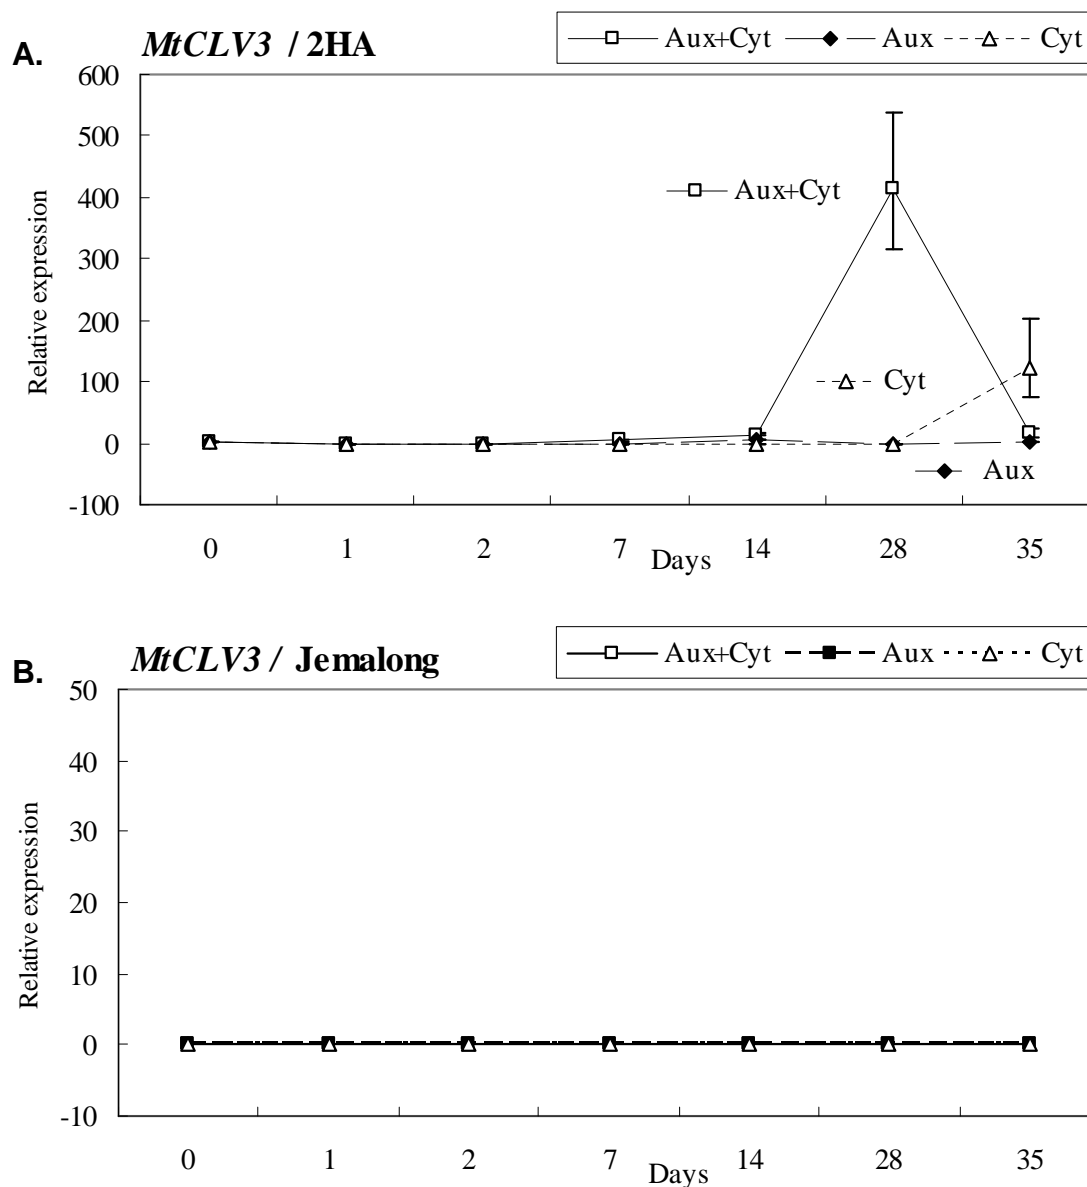 A.
MtCLV3 / 2HA
Aux+Cyt Aux Cyt
600
500
400
300
200
100
0
-100
Relative expression
Aux+Cyt
Cyt
Aux
0 1 2 7 14 28 35
Days
B.
MtCLV3 / Jemalong
Aux+Cyt Aux Cyt
50
40
30
20
10
0
-10
Relative expression
0 1 2 7 14 28 35
Days